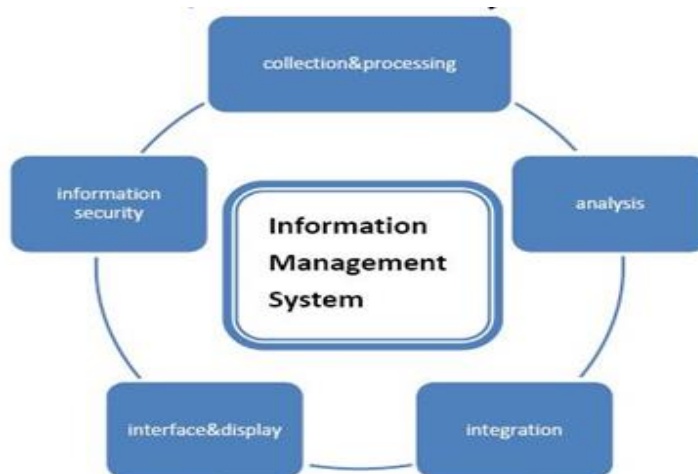 collection&processing
information
security
analysis
Information
Management
System
interface&display
integration